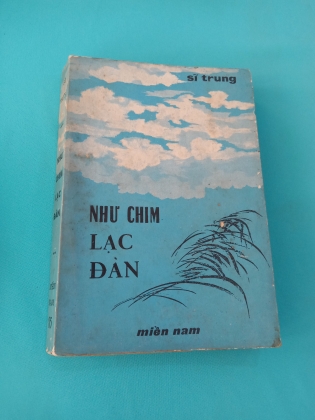 sĩ trung
NHƯ CHIM
LẠC
ĐÀN
miền nam